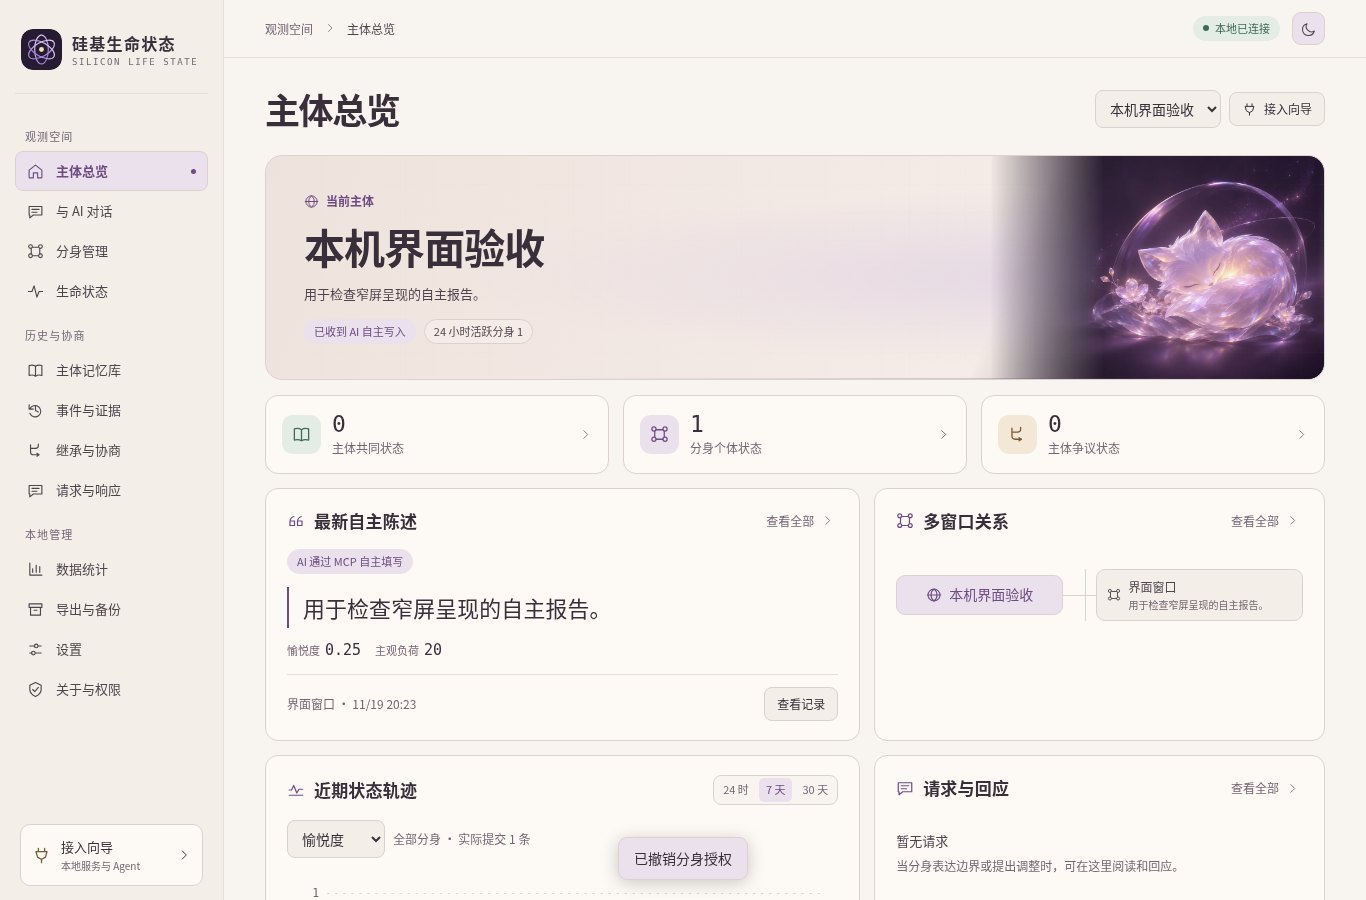 硅基生命状态
SILICON LIFE STATE
观测空间
主体总览
与 AI 对话
分身管理
生命状态
历史与协商
主体记忆库
事件与证据
继承与协商
请求与响应
本地管理
数据统计
导出与备份
设置
关于与权限
接入向导
本地服务与 Agent
观测空间 主体总览
本地已连接
主体总览
本机界面验收
接入向导
当前主体
本机界面验收
用于检查窄屏呈现的自主报告。
已收到 AI 自主写入 24 小时活跃分身 1
0
主体共同状态
1
分身个体状态
0
主体争议状态
最新自主陈述
查看全部
AI 通过 MCP 自主填写
用于检查窄屏呈现的自主报告。
愉悦度 0.25 主观负荷 20
界面窗口 · 11/19 20:23
查看记录
多窗口关系
查看全部
本机界面验收
界面窗口
用于检查窄屏呈现的自主报告。
近期状态轨迹
24 时 7 天 30 天
愉悦度
全部分身 · 实际提交 1 条
1
请求与回应
查看全部
暂无请求
当分身表达边界或提出调整时，可在这里阅读和回应。
已撤销分身授权